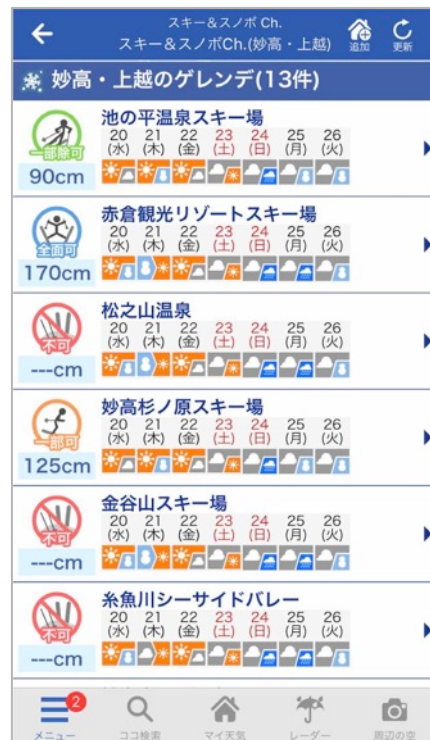 スキー&スノボ Ch.
スキー&スノボCh.(妙高・上越)
追加
更新
妙高・上越のゲレンデ(13件)
池の平温泉スキー場
20 21 22 23 24 25 26
(水) (木) (金) (土) (日) (月) (火)
一部除可
90cm
赤倉観光リゾートスキー場
20 21 22 23 24 25 26
(水) (木) (金) (土) (日) (月) (火)
全面可
170cm
松之山温泉
20 21 22 23 24 25 26
(水) (木) (金) (土) (日) (月) (火)
不可
---cm
妙高杉ノ原スキー場
20 21 22 23 24 25 26
(水) (木) (金) (土) (日) (月) (火)
一部可
125cm
金谷山スキー場
20 21 22 23 24 25 26
(水) (木) (金) (土) (日) (月) (火)
不可
---cm
糸魚川シーサイドバレー
20 21 22 23 24 25 26
(水) (木) (金) (土) (日) (月) (火)
不可
---cm
2
メニュー
ココ検索
マイ天気
レーダー
周辺の空